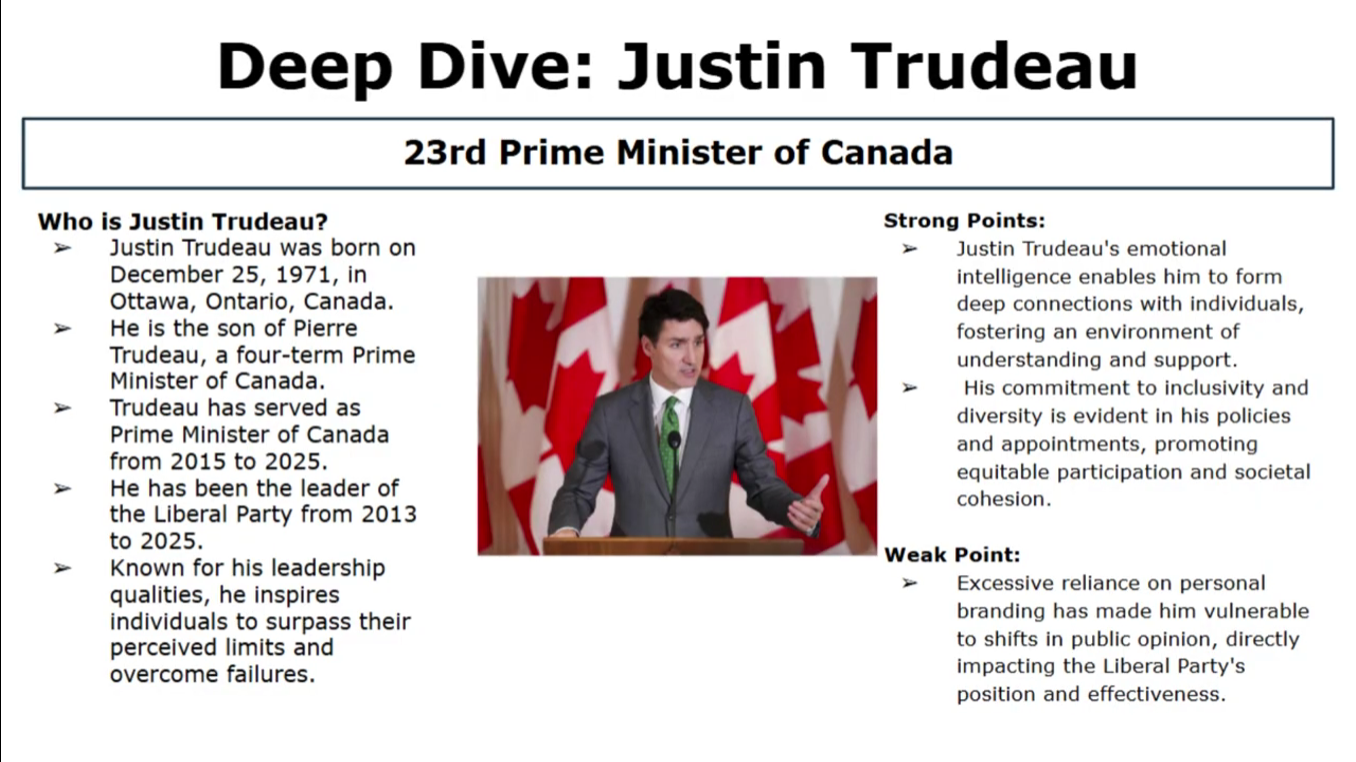 Deep Dive: Justin Trudeau
23rd Prime Minister of Canada
Who is Justin Trudeau?
➢ Justin Trudeau was born on
December 25, 1971, in
Ottawa, Ontario, Canada.
➢ He is the son of Pierre
Trudeau, a four-term Prime
Minister of Canada.
➢ Trudeau has served as
Prime Minister of Canada
from 2015 to 2025.
➢ He has been the leader of
the Liberal Party from 2013
to 2025.
➢ Known for his leadership
qualities, he inspires
individuals to surpass their
perceived limits and
overcome failures.
Strong Points:
➢ Justin Trudeau's emotional
intelligence enables him to form
deep connections with individuals,
fostering an environment of
understanding and support.
➢ His commitment to inclusivity and
diversity is evident in his policies
and appointments, promoting
equitable participation and societal
cohesion.
Weak Point:
➢ Excessive reliance on personal
branding has made him vulnerable
to shifts in public opinion, directly
impacting the Liberal Party's
position and effectiveness.